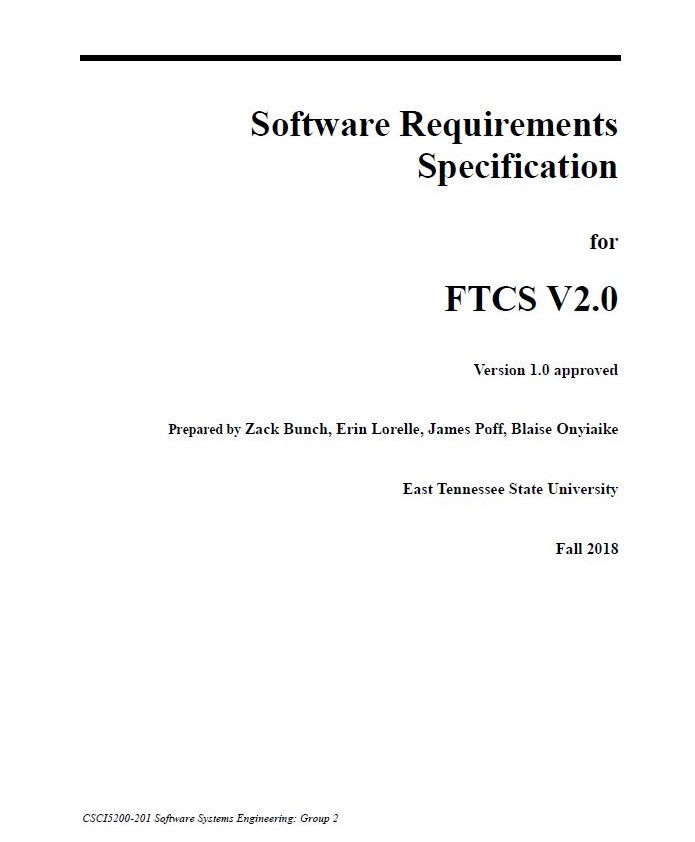 Software Requirements
Specification
for
FTCS V2.0
Version 1.0 approved
Prepared by Zack Bunch, Erin Lorelle, James Poff, Blaise Onyiaike
East Tennessee State University
Fall 2018
CSCI5200-201 Software Systems Engineering: Group 2